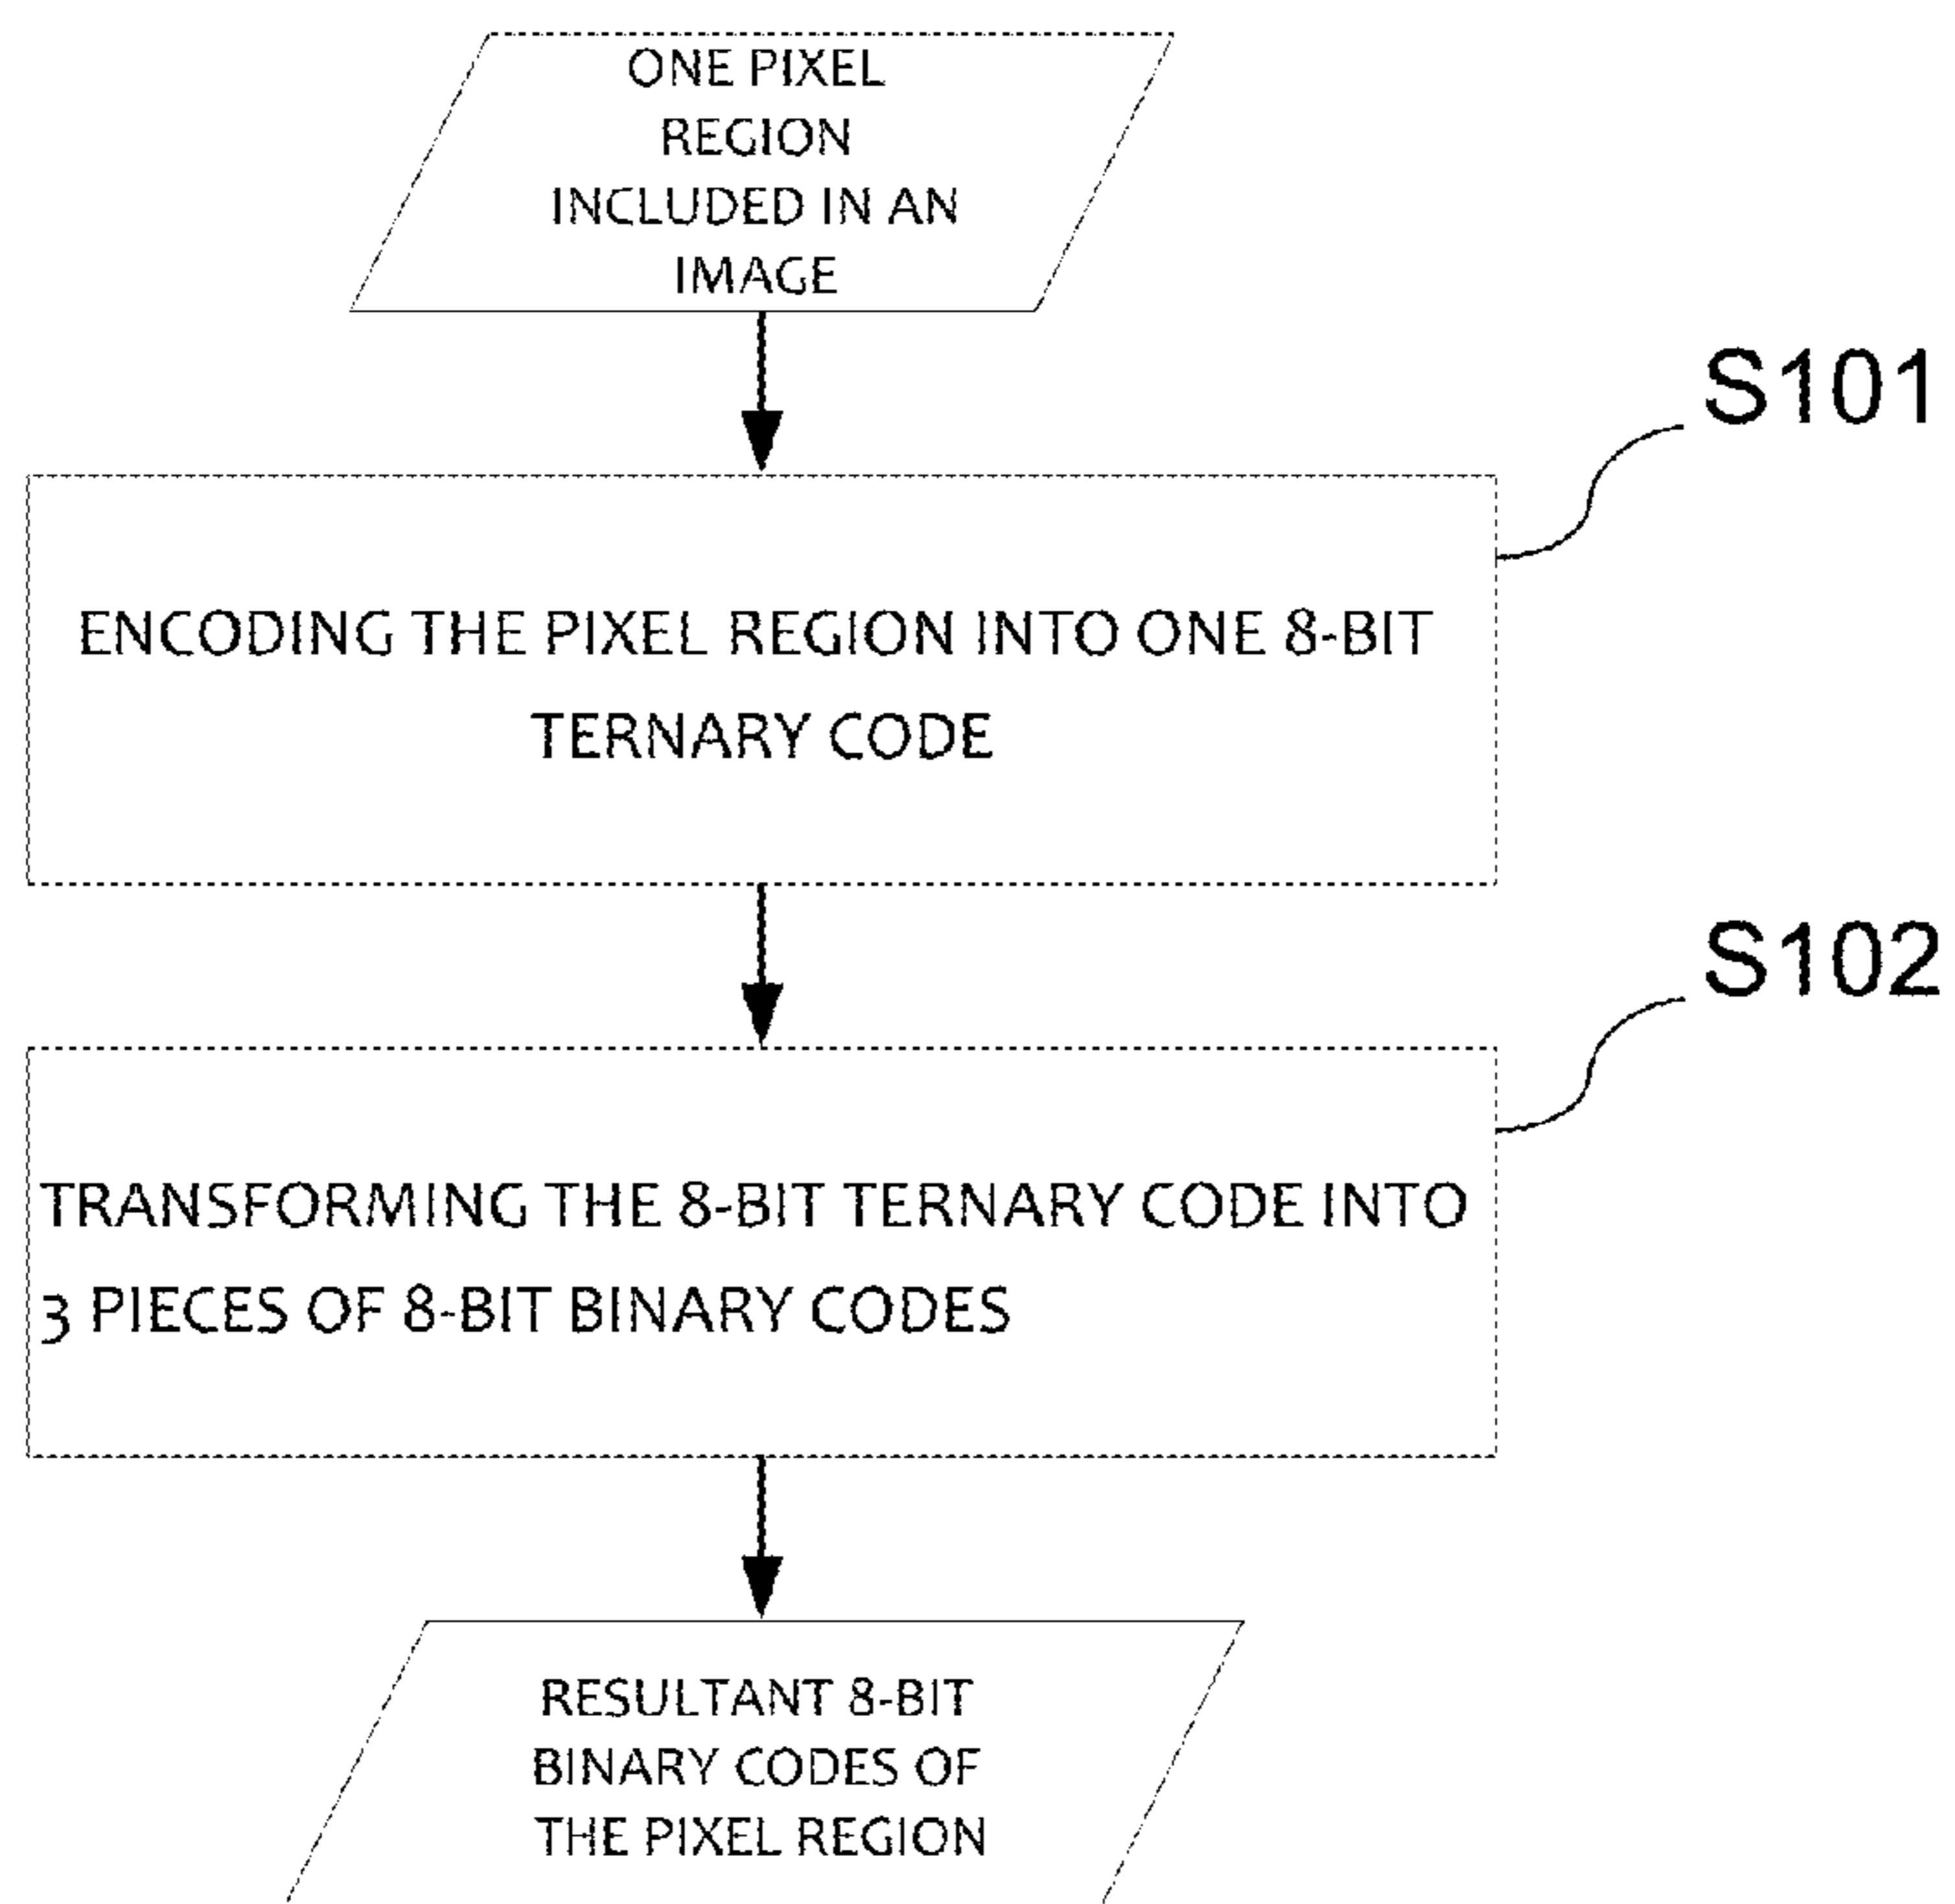 ONE PIXEL
REGION
INCLUDED IN AN
IMAGE
S101
ENCODING THE PIXEL REGION INTO ONE 8-BIT
TERNARY CODE
S102
TRANSFORMING THE 8-BIT TERNARY CODE INTO
3 PIECES OF 8-BIT BINARY CODES
RESULTANT 8-BIT
BINARY CODES OF
THE PIXEL REGION